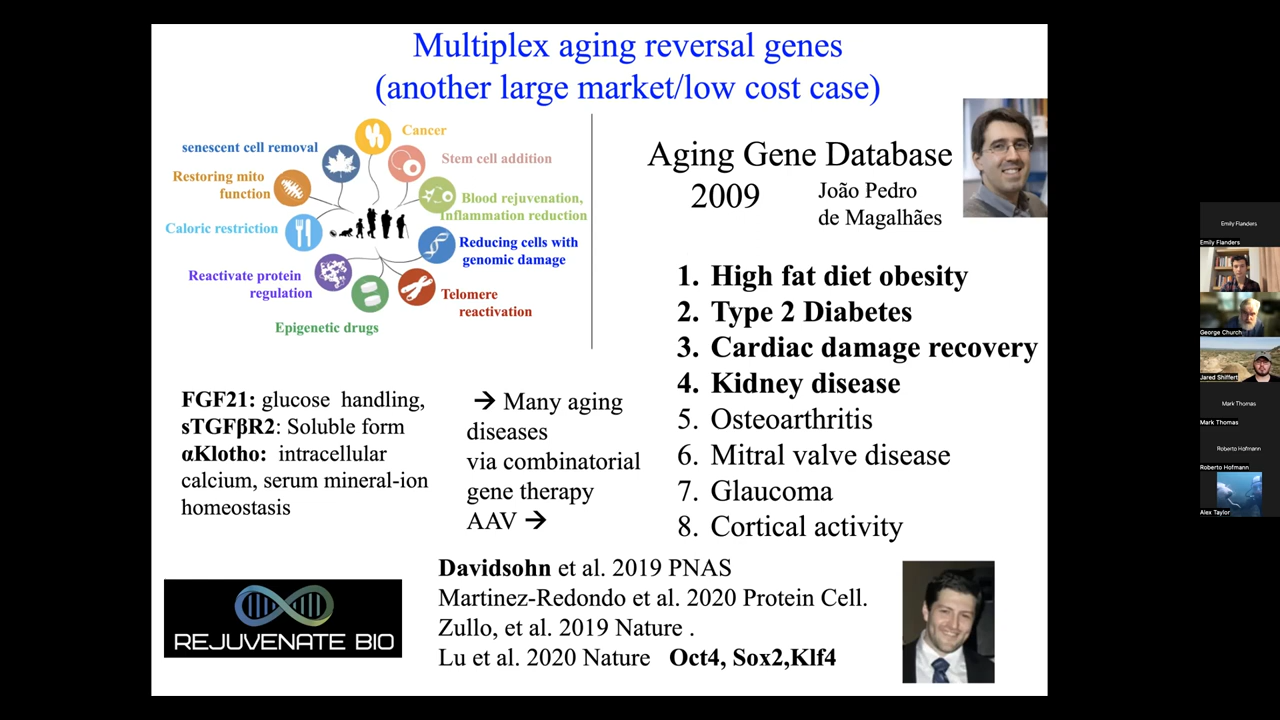 Multiplex aging reversal genes
(another large market/low cost case)
Cancer
senescent cell removal
Stem cell addition
Restoring mito
function
Blood rejuvenation,
Inflammation reduction
Caloric restriction
Reducing cells with
genomic damage
Reactivate protein
regulation
Telomere
reactivation
Epigenetic drugs
Aging Gene Database
2009
João Pedro
de Magalhães
1. High fat diet obesity
2. Type 2 Diabetes
3. Cardiac damage recovery
4. Kidney disease
5. Osteoarthritis
6. Mitral valve disease
7. Glaucoma
8. Cortical activity
FGF21: glucose handling,
sTGFβR2: Soluble form
αKlotho: intracellular
calcium, serum mineral-ion
homeostasis
→ Many aging
diseases
via combinatorial
gene therapy
AAV →
Davidsohn et al. 2019 PNAS
Martinez-Redondo et al. 2020 Protein Cell.
Zullo, et al. 2019 Nature .
Lu et al. 2020 Nature Oct4, Sox2,Klf4
REJUVENATE BIO
Emily Flanders
Emily Flanders
George Church
Jared Shiffert
Mark Thomas
Mark Thomas
Roberto Hofmann
Roberto Hofmann
Alex Taylor